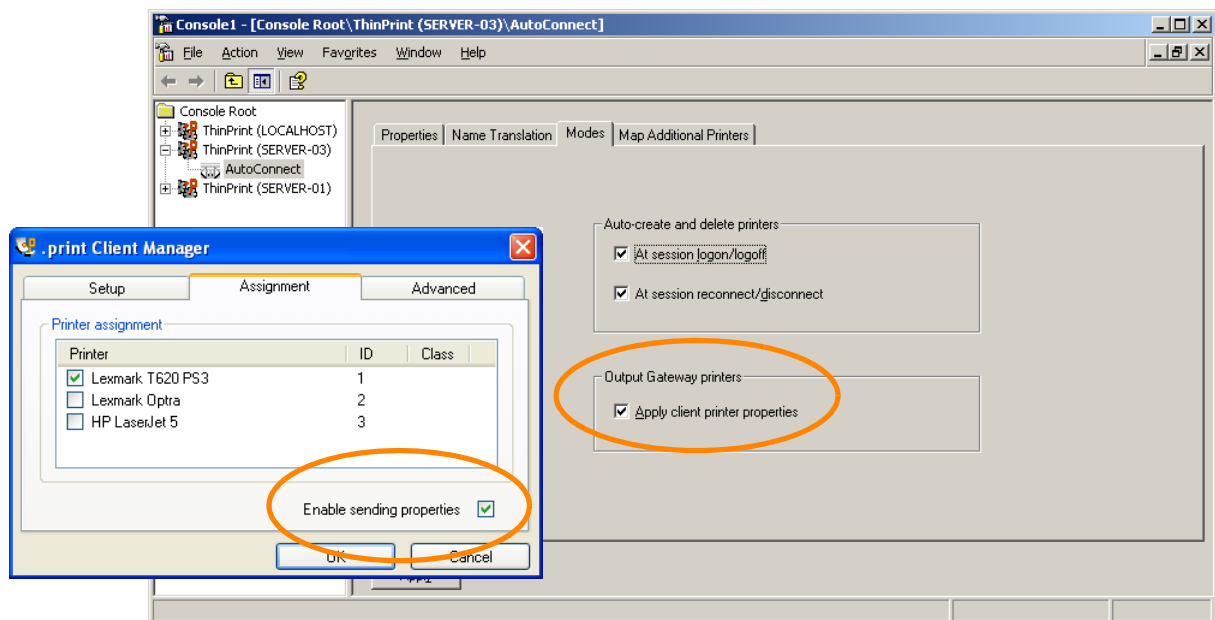 Console1 - [Console Root\ThinPrint (SERVER-03)\AutoConnect]
File Action View Favorites Window Help
Console Root
ThinPrint (LOCALHOST)
ThinPrint (SERVER-03)
AutoConnect
ThinPrint (SERVER-01)
Properties Name Translation Modes Map Additional Printers
Auto-create and delete printers
At session logon/logoff
At session reconnect/disconnect
Output Gateway printers
Apply client printer properties
.print Client Manager
Setup Assignment Advanced
Printer assignment
Printer ID Class
Lexmark T620 PS3 1
Lexmark Optra 2
HP LaserJet 5 3
Enable sending properties
OK Cancel